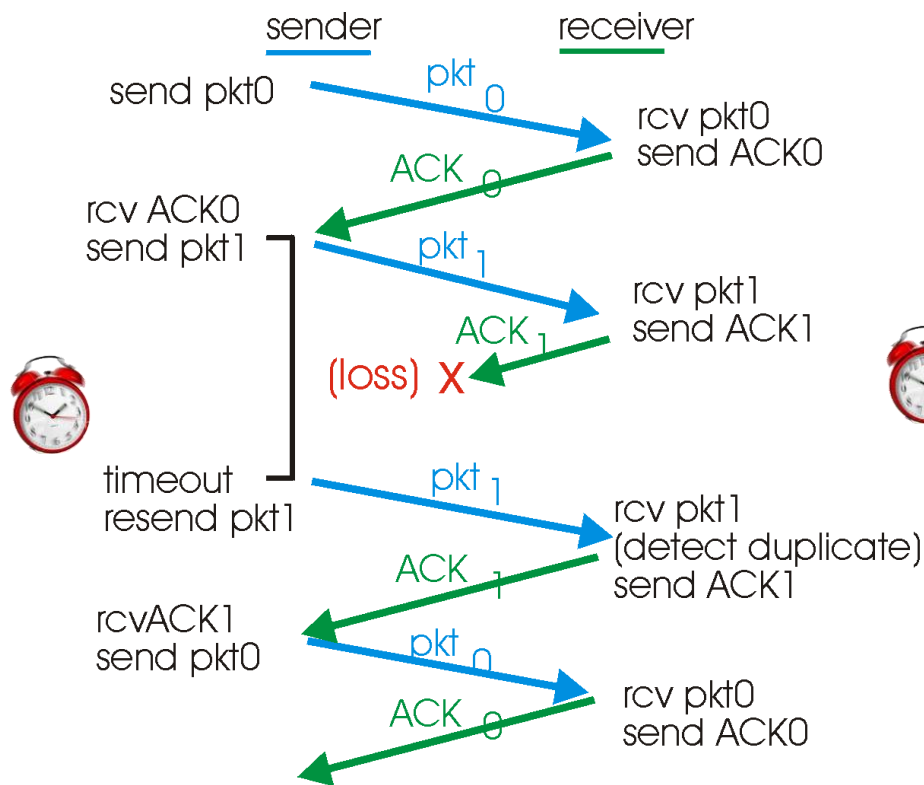 sender
receiver
send pkt0
pkt 0
rcv pkt0
send ACK0
ACK 0
rcv ACK0
send pkt1
pkt 1
rcv pkt1
send ACK1
ACK 1
(loss) X
timeout
resend pkt1
pkt 1
rcv pkt1
(detect duplicate)
send ACK1
ACK 1
rcvACK1
send pkt0
pkt 0
rcv pkt0
send ACK0
ACK 0